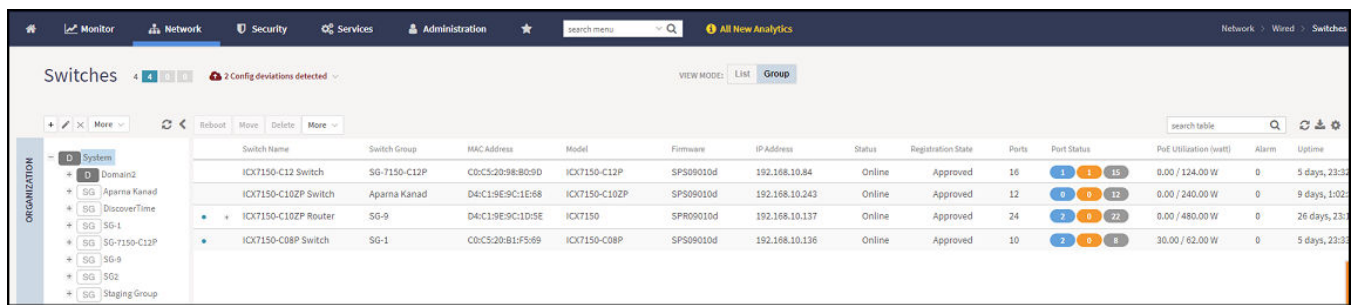 Monitor Network Security Services Administration search menu All New Analytics Network > Wired > Switches
Switches 4 4 0 0 2 Config deviations detected VIEW MODE: List Group
+ More Reboot Move Delete More search table
ORGANIZATION
Switch Name Switch Group MAC Address Model Firmware IP Address Status Registration State Ports Port Status PoE Utilization (watt) Alarm Uptime
D System
D Domain2
SG Aparna Kanad
SG DiscoverTime
SG SG-1
SG SG-7150-C12P
SG SG-9
SG SG2
SG Staging Group
ICX7150-C12 Switch SG-7150-C12P C0:C5:20:98:B0:9D ICX7150-C12P SPS09010d 192.168.10.84 Online Approved 16 1 1 15 0.00 / 124.00 W 0 5 days, 23:32
ICX7150-C10ZP Switch Aparna Kanad D4:C1:9E:9C:1E:68 ICX7150-C10ZP SPS09010d 192.168.10.243 Online Approved 12 0 0 12 0.00 / 240.00 W 0 9 days, 1:02:
ICX7150-C10ZP Router SG-9 D4:C1:9E:9C:1D:5E ICX7150 SPR09010d 192.168.10.137 Online Approved 24 2 0 22 0.00 / 480.00 W 0 26 days, 23:1
ICX7150-C08P Switch SG-1 C0:C5:20:B1:F5:69 ICX7150-C08P SPS09010d 192.168.10.136 Online Approved 10 2 0 8 30.00 / 62.00 W 0 5 days, 23:33